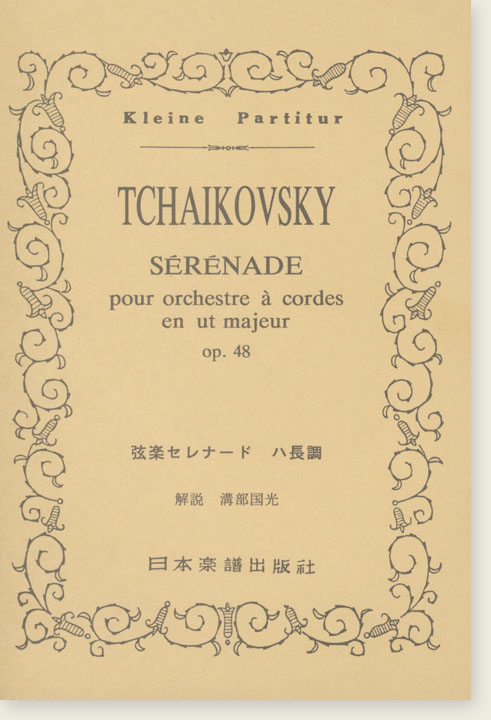 Kleine Partitur
TCHAIKOVSKY
SÉRÉNADE
pour orchestre à cordes
en ut majeur
op. 48
弦楽セレナード ハ長調
解説 溝部国光
日本楽譜出版社